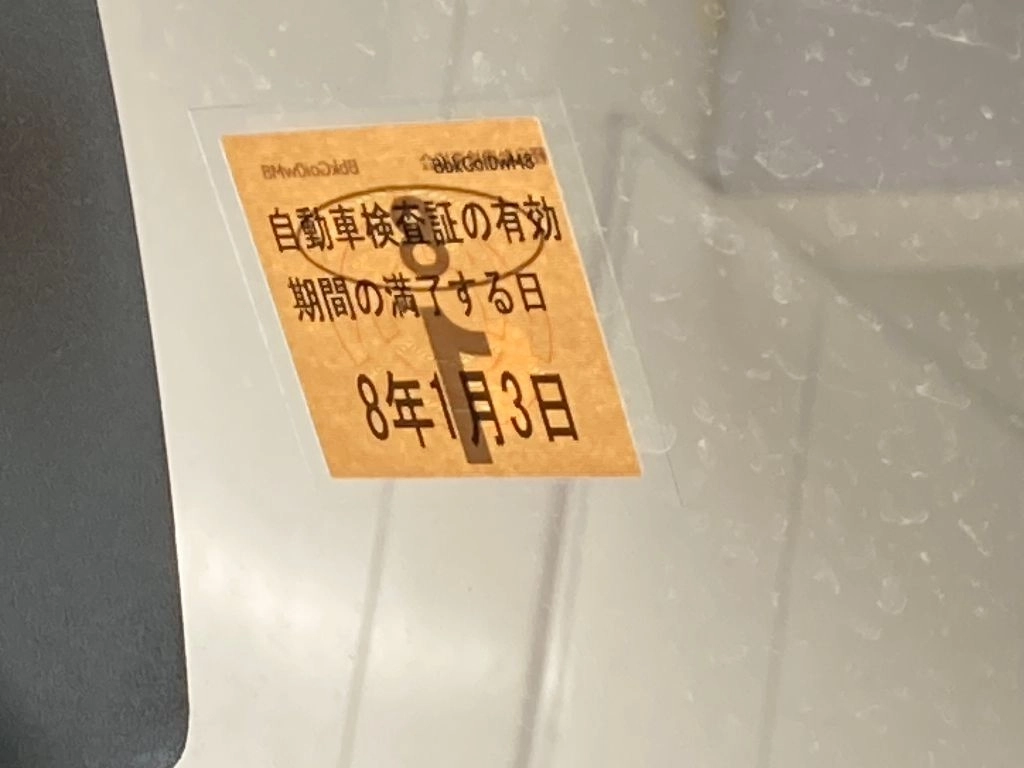 BbkGolDwM8
自動車検査証の有効
期間の満了する日
8年1月3日